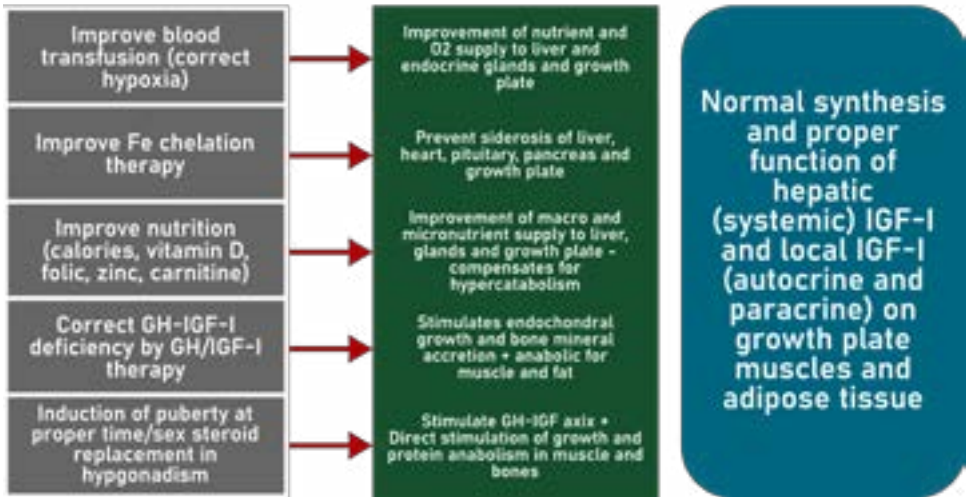 Improve blood
transfusion (correct
hypoxia)
Improvement of nutrient and
O2 supply to liver and
endocrine glands and growth
plate
Improve Fe chelation
therapy
Prevent siderosis of liver,
heart, pituitary, pancreas and
growth plate
Improve nutrition
(calories, vitamin D,
folic, zinc, carnitine)
Improvement of macro and
micronutrient supply to liver,
glands and growth plate -
compensates for
hypercatabolism
Correct GH-IGF-I
deficiency by GH/IGF-I
therapy
Stimulates endochondral
growth and bone mineral
accretion + anabolic for
muscle and fat
Induction of puberty at
proper time/sex steroid
replacement in
hypgonadism
Stimulate GH-IGF axix +
Direct stimulation of growth and
protein anabolism in muscle and
bones
Normal synthesis
and proper
function of
hepatic
(systemic) IGF-I
and local IGF-I
(autocrine and
paracrine) on
growth plate
muscles and
adipose tissue